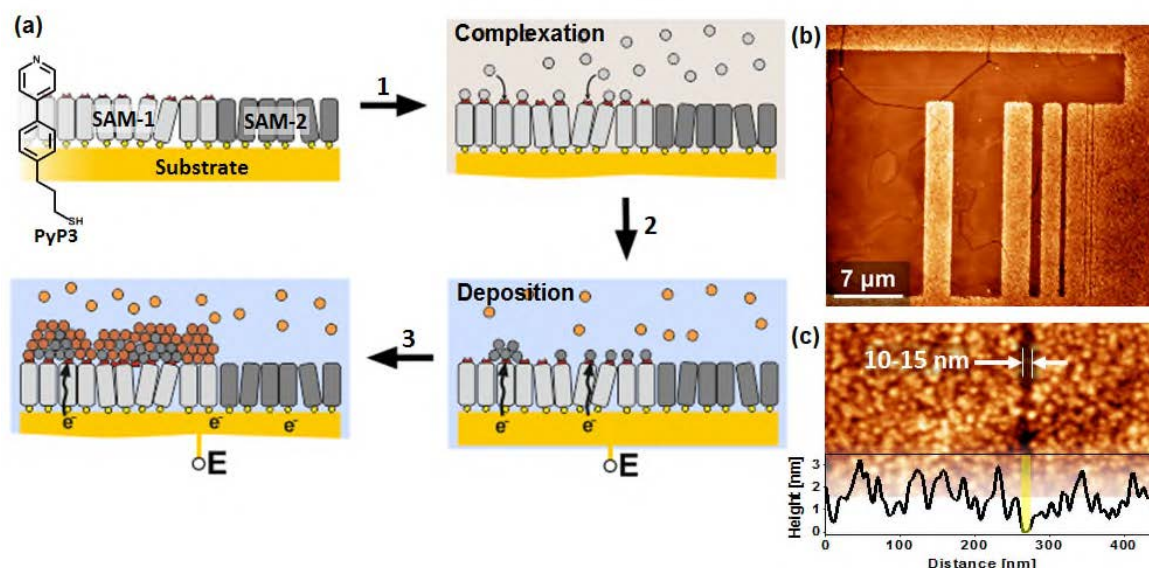 (a)
N
SAM-1
SAM-2
Substrate
SH
PyP3
1
Complexation
2
Deposition
e⁻
e⁻
E
3
e⁻
e⁻
e⁻
E
(b)
7 µm
(c)
10-15 nm
Height [nm]
3
2
1
0
0 100 200 300 400
Distance [nm]